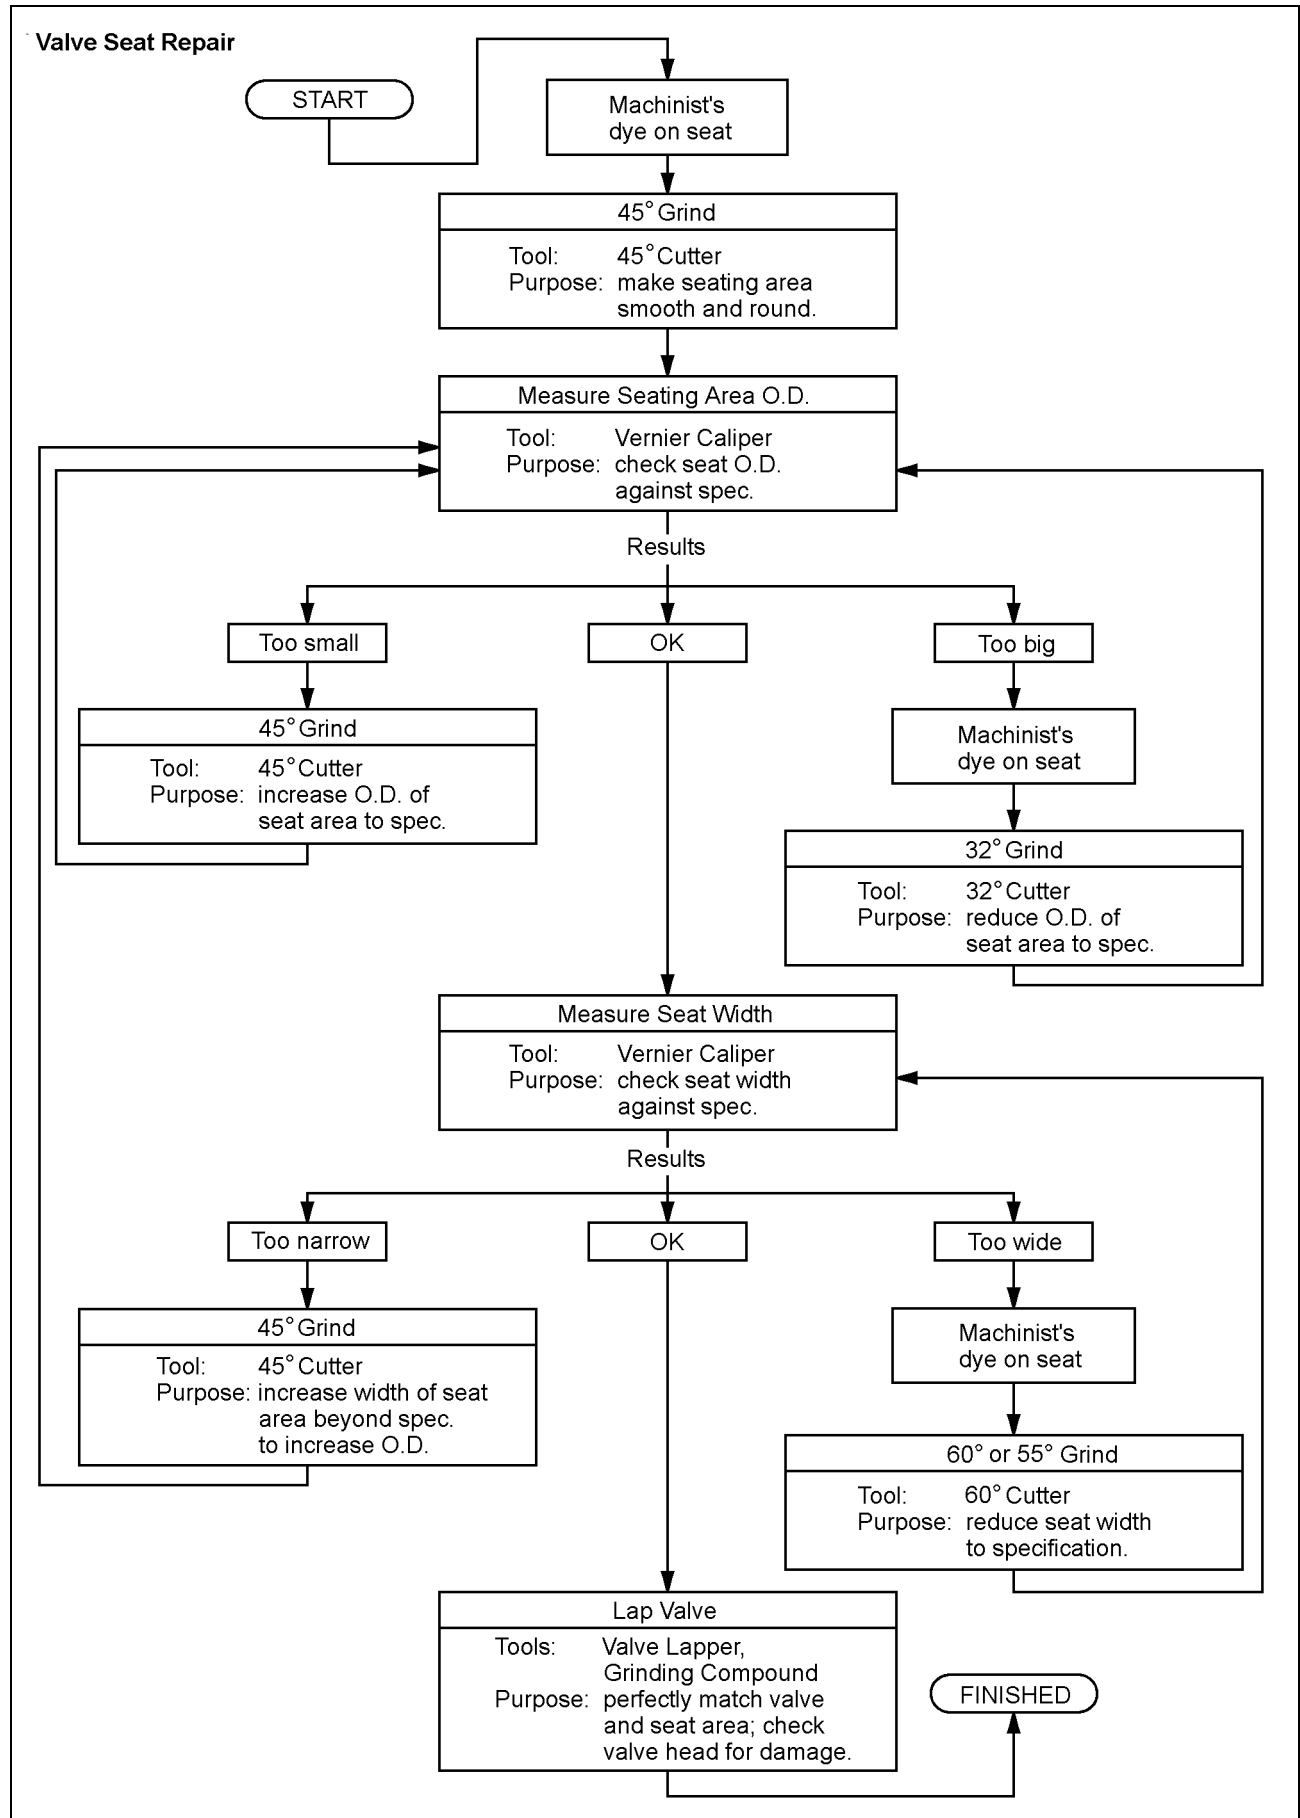 Valve Seat Repair
START
Machinist's
dye on seat
45° Grind
Tool: 45° Cutter
Purpose: make seating area
smooth and round.
Measure Seating Area O.D.
Tool: Vernier Caliper
Purpose: check seat O.D.
against spec.
Results
Too small
OK
Too big
45° Grind
Tool: 45° Cutter
Purpose: increase O.D. of
seat area to spec.
Machinist's
dye on seat
32° Grind
Tool: 32° Cutter
Purpose: reduce O.D. of
seat area to spec.
Measure Seat Width
Tool: Vernier Caliper
Purpose: check seat width
against spec.
Results
Too narrow
OK
Too wide
45° Grind
Tool: 45° Cutter
Purpose: increase width of seat
area beyond spec.
to increase O.D.
Machinist's
dye on seat
60° or 55° Grind
Tool: 60° Cutter
Purpose: reduce seat width
to specification.
Lap Valve
Tools: Valve Lapper,
Grinding Compound
Purpose: perfectly match valve
and seat area; check
valve head for damage.
FINISHED